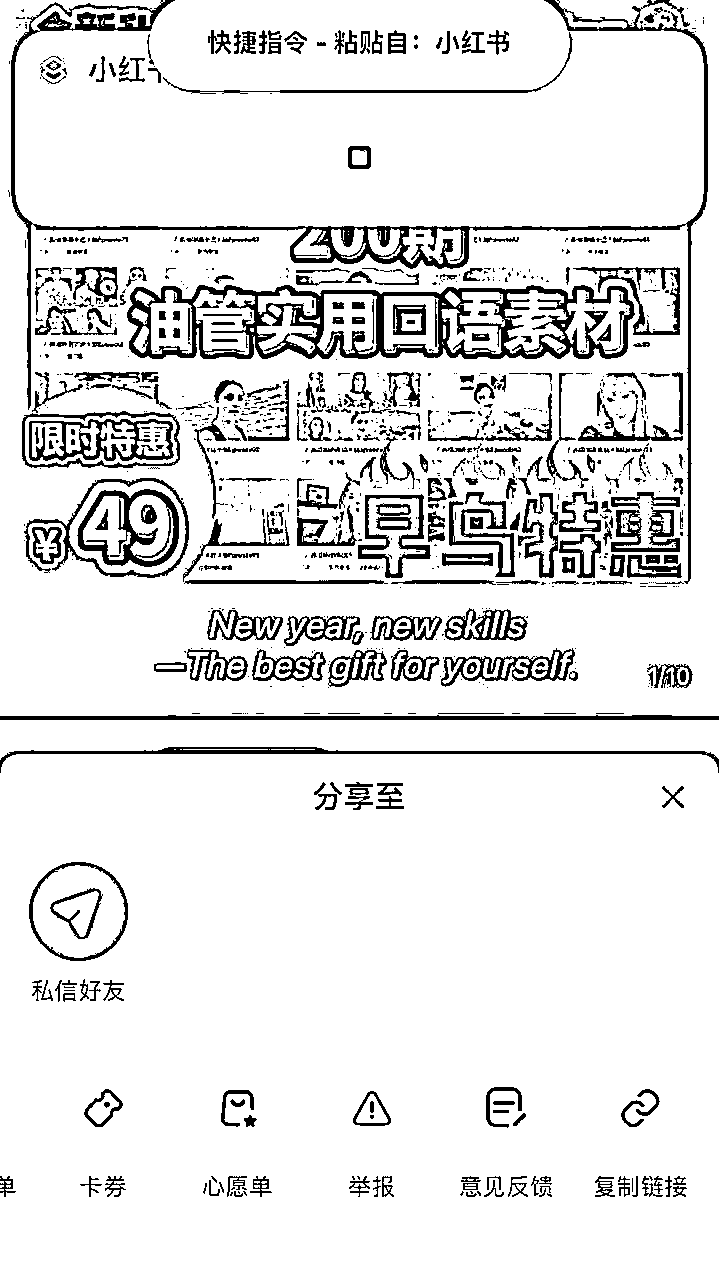 快捷指令 - 粘贴自：小红书
小红书
200期
油管实用口语素材
限时特惠
¥49
早鸟特惠
New year, new skills
—The best gift for yourself.
1/10
分享至
私信好友
单
卡券
心愿单
举报
意见反馈
复制链接